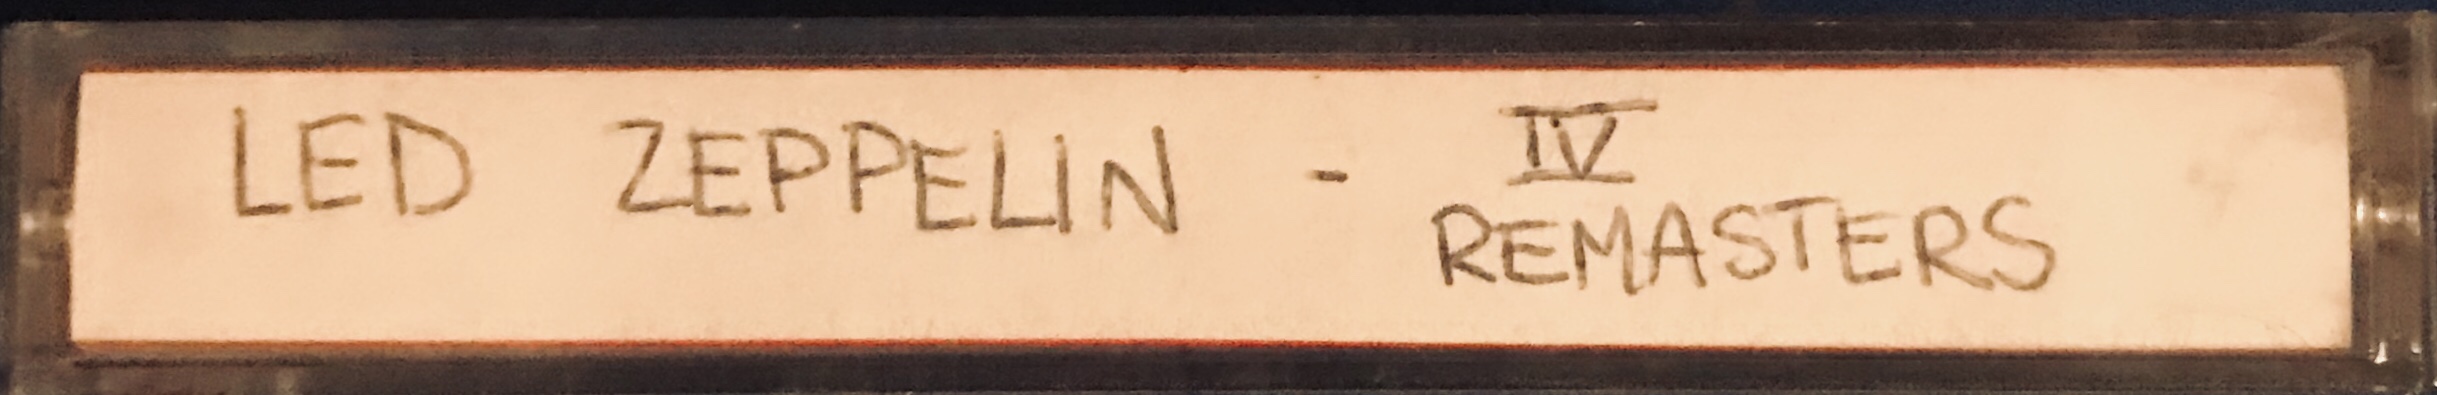 LED ZEPPELIN - IV
REMASTERS